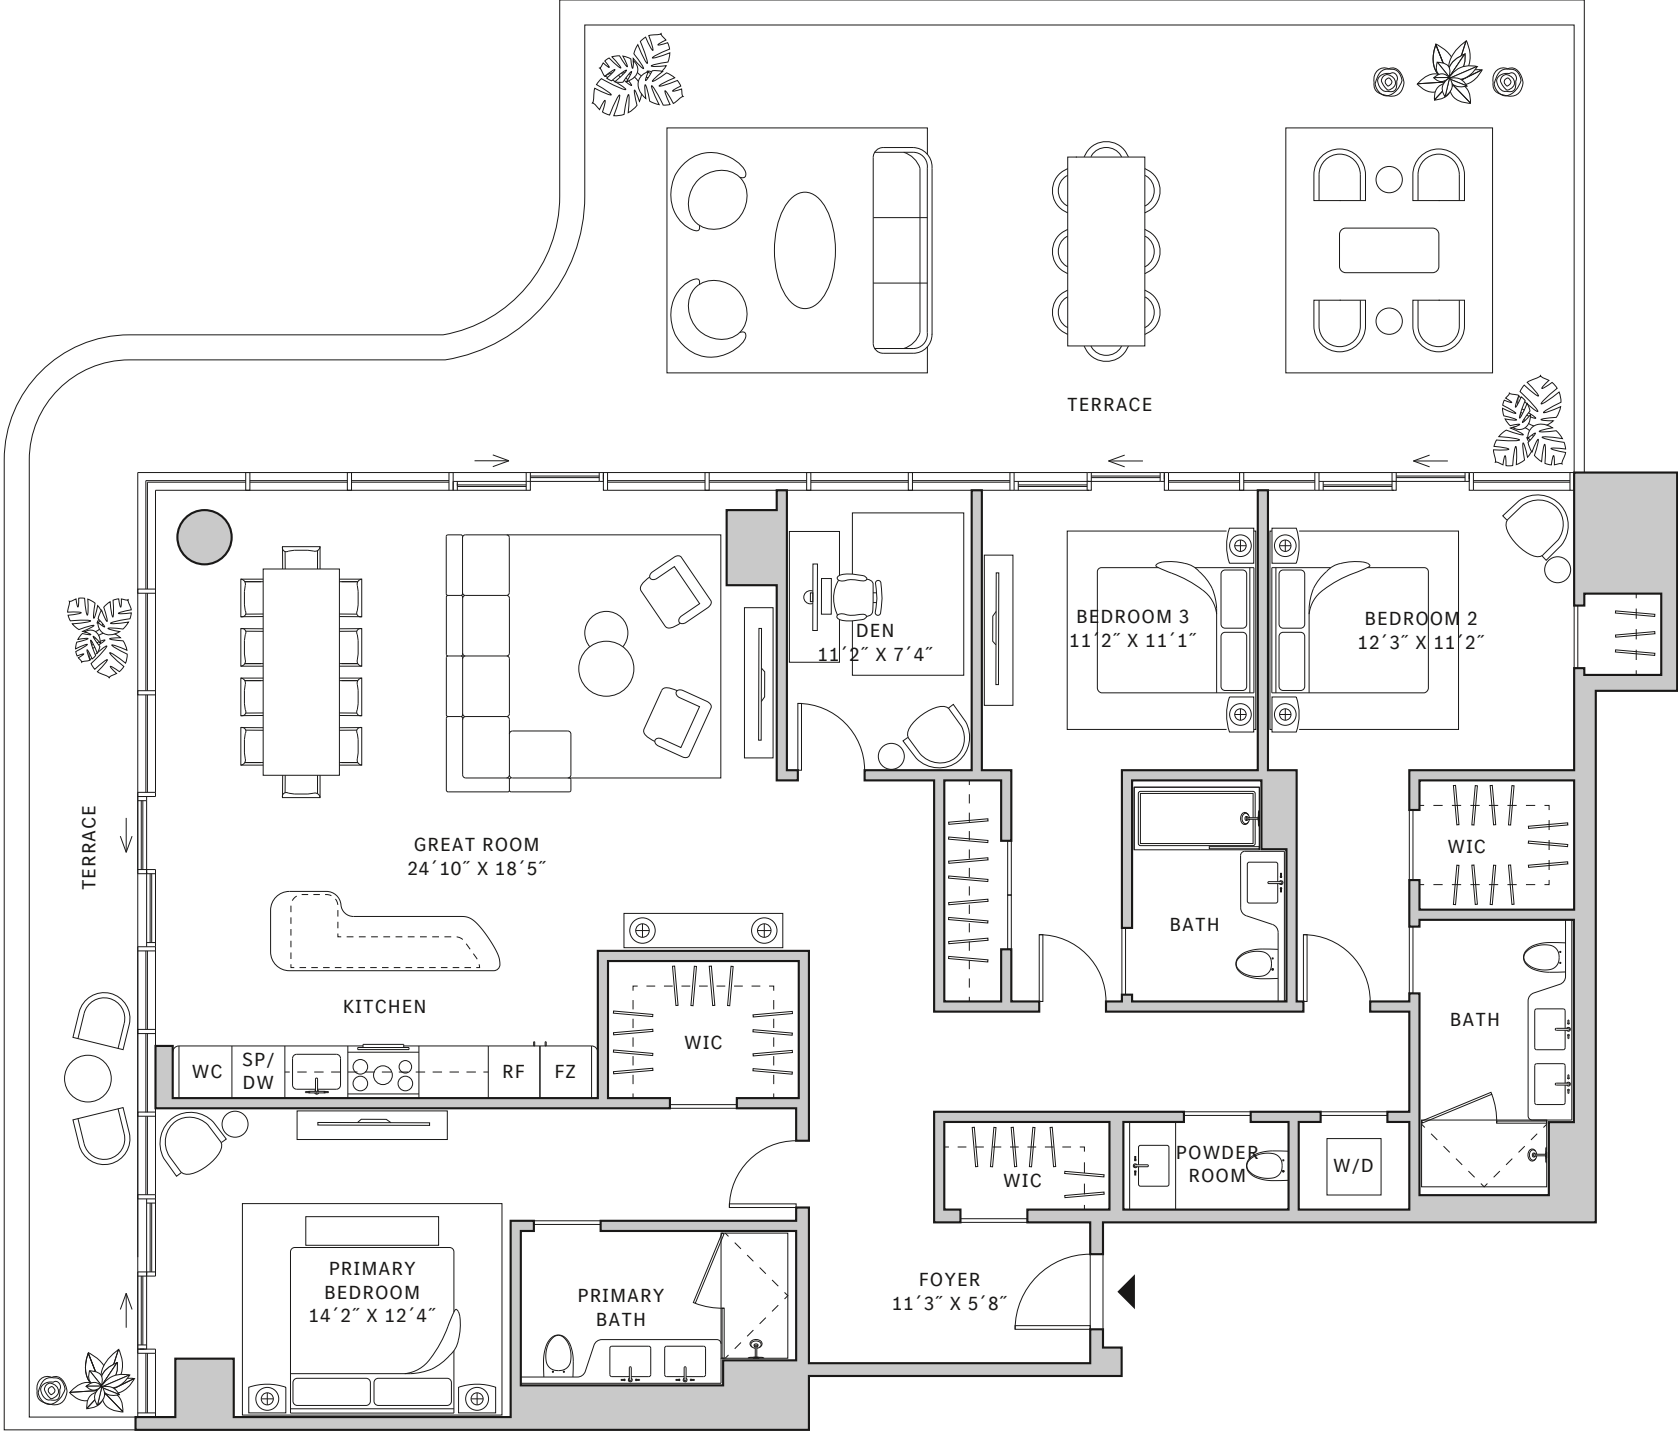 TERRACE
DEN
11´2˝ X 7´4˝
BEDROOM 3
11´2˝ X 11´1˝
BEDROOM 2
12´3˝ X 11´2˝
TERRACE
GREAT ROOM
24´10˝ X 18´5˝
WIC
BATH
KITCHEN
WIC
BATH
WC
SP/
DW
RF
FZ
POWDER
ROOM
W/D
WIC
PRIMARY
BEDROOM
14´2˝ X 12´4˝
PRIMARY
BATH
FOYER
11´3˝ X 5´8˝